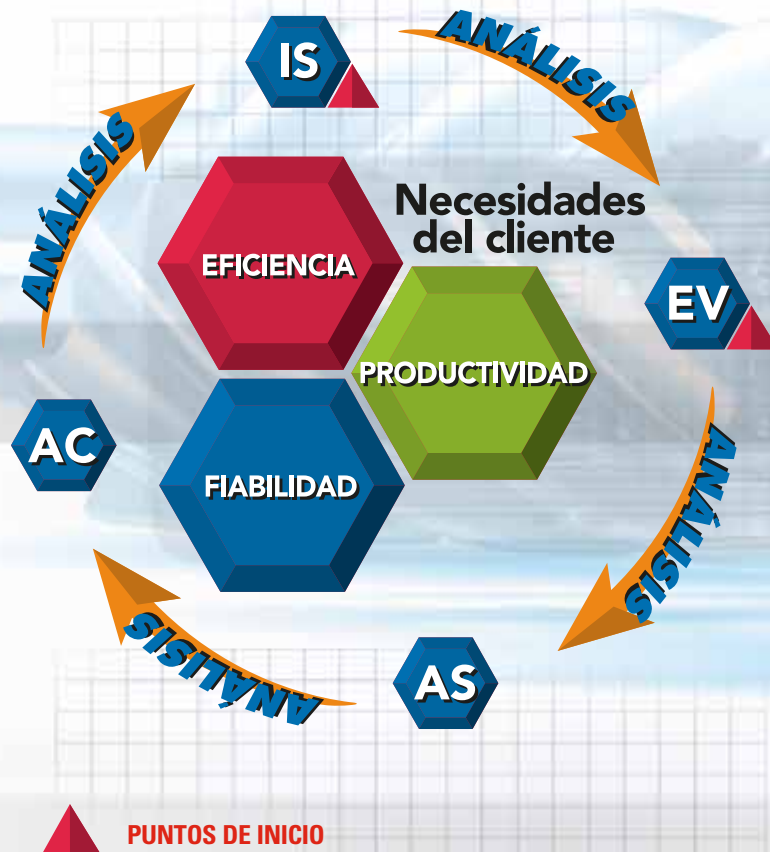 IS
ANÁLISIS
ANÁLISIS
Necesidades
del cliente
EFICIENCIA
EV
PRODUCTIVIDAD
AC
FIABILIDAD
ANÁLISIS
ANÁLISIS
AS
PUNTOS DE INICIO